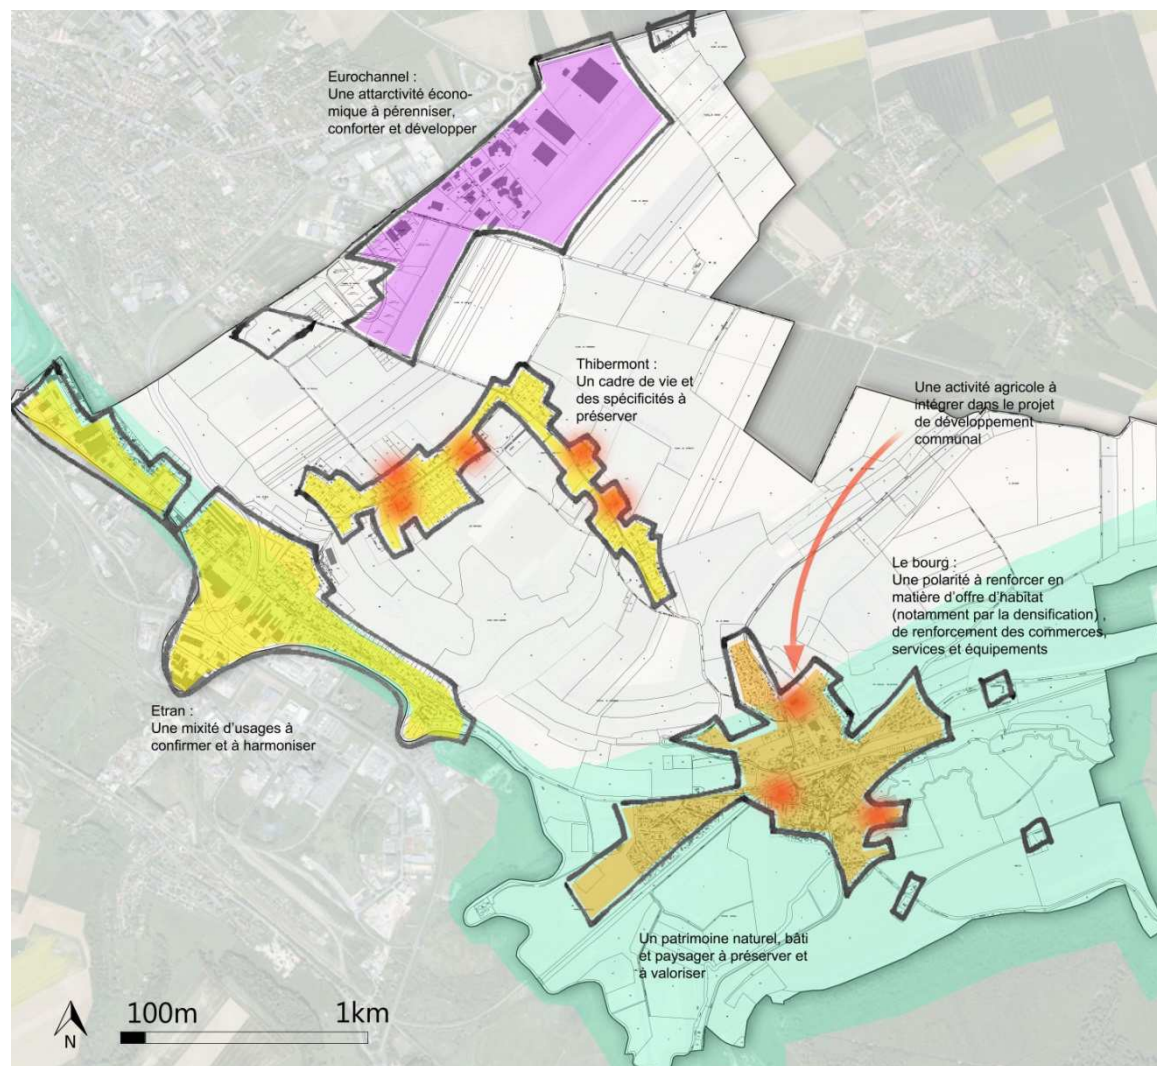 Eurochannel :
Une attarctivité écono-
mique à pérenniser,
conforter et développer
Thibermont :
Un cadre de vie et
des spécificités à
préserver
Une activité agricole à
intégrer dans le projet
de développement
communal
Le bourg :
Une polarité à renforcer en
matière d'offre d'habitat
(notamment par la densification) ,
de renforcement des commerces,
services et équipements
Etran :
Une mixité d'usages à
confirmer et à harmoniser
Un patrimoine naturel, bâti
et paysager à préserver et
à valoriser
N
100m
1km